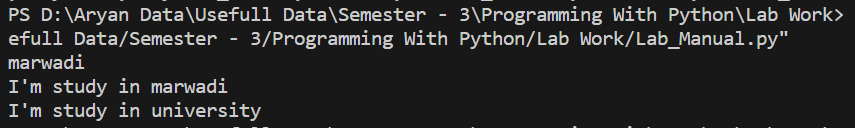 PS D:\Aryan Data\Usefull Data\Semester - 3\Programming With Python\Lab Work>
efull Data/Semester - 3/Programming With Python/Lab Work/Lab_Manual.py"
marwadi
I'm study in marwadi
I'm study in university